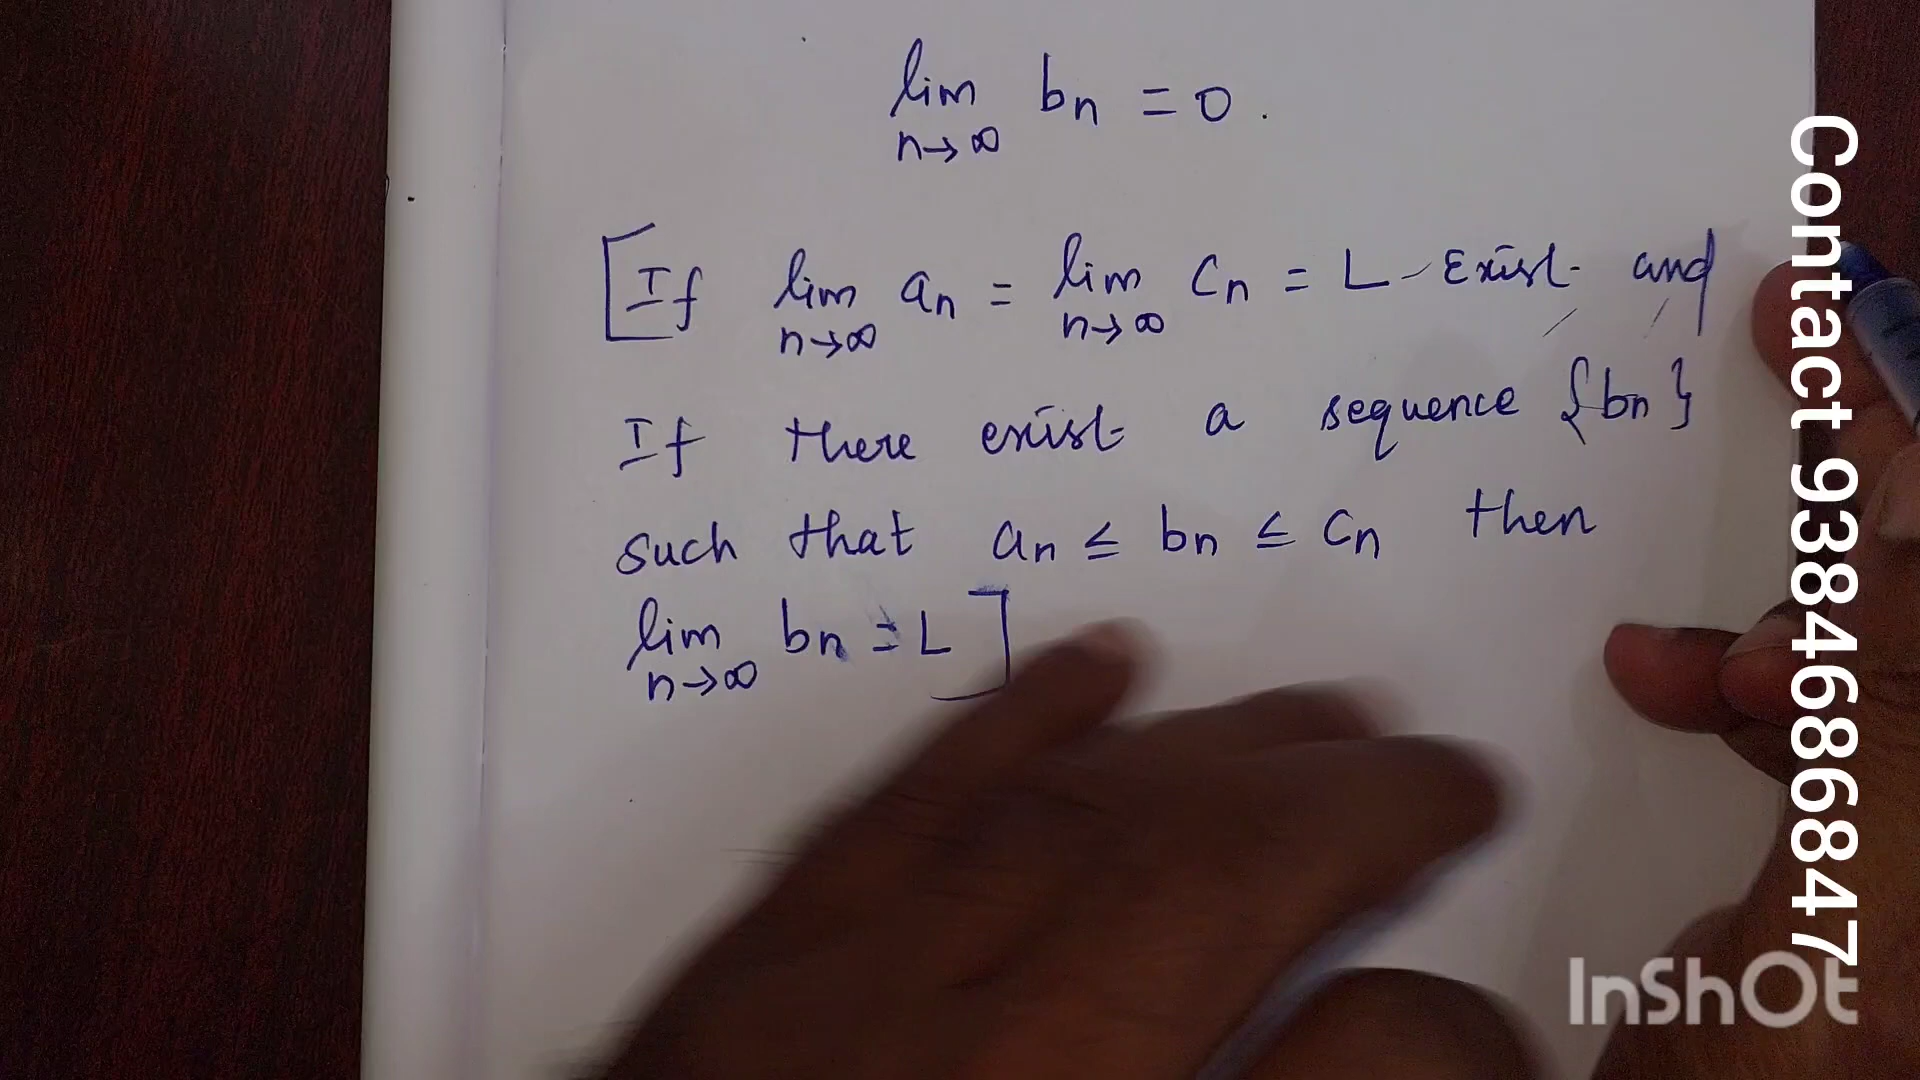 lim bn = 0.
n→∞
[If lim an = lim cn = L - Exist and
n→∞ n→∞
If there exist a sequence {bn}
such that an ≤ bn ≤ cn then
lim bn = L]
n→∞
Contact 9384686847
InShOt